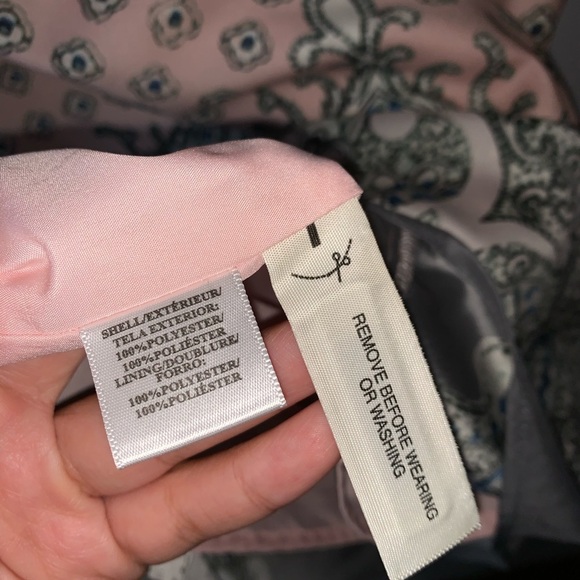 SHELL/EXTÉRIEUR/
TELA EXTERIOR:
100%POLYESTER/
100%POLIÉSTER
LINING/DOUBLURE/
FORRO:
100%POLYESTER/
100%POLIÉSTER
REMOVE BEFORE WEARING
OR WASHING